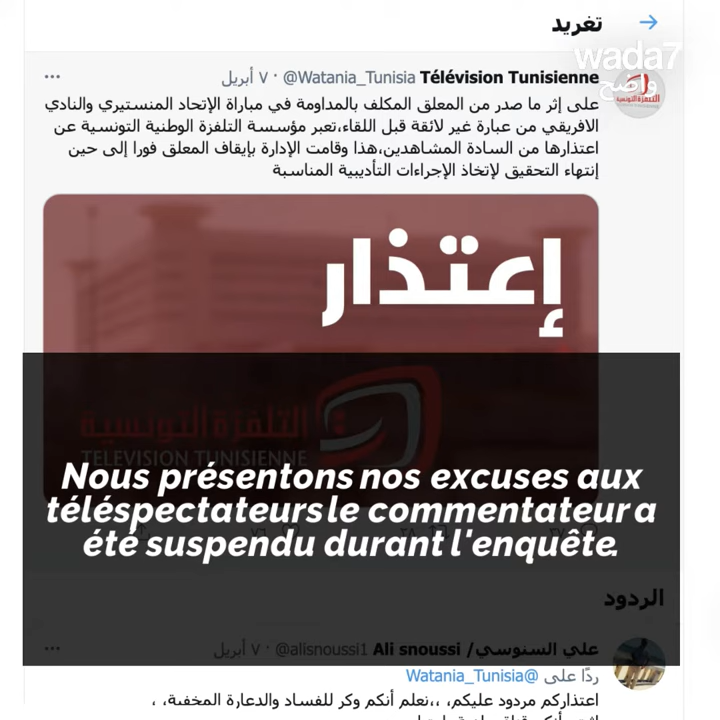 تغريد
wada7
واضح
Télévision Tunisienne @Watania_Tunisia · ٧ أبريل
على إثر ما صدر من المعلق المكلف بالمداومة في مباراة الإتحاد المنستيري والنادي
الافريقي من عبارة غير لائقة قبل اللقاء،تعبر مؤسسة التلفزة الوطنية التونسية عن
اعتذارها من السادة المشاهدين،هذا وقامت الإدارة بإيقاف المعلق فورا إلى حين
إنتهاء التحقيق لإتخاذ الإجراءات التأديبية المناسبة
إعتذار
التلفزة التونسية
TELEVISION TUNISIENNE
Nous présentons nos excuses aux
téléspectateurs le commentateur a
été suspendu durant l'enquête.
الردود
علي السنوسي/ Ali snoussi @alisnoussi1 · ٧ أبريل
ردًا على @Watania_Tunisia
اعتذاركم مردود عليكم، ،،نعلم أنكم وكر للفساد والدعارة المخفية، ،